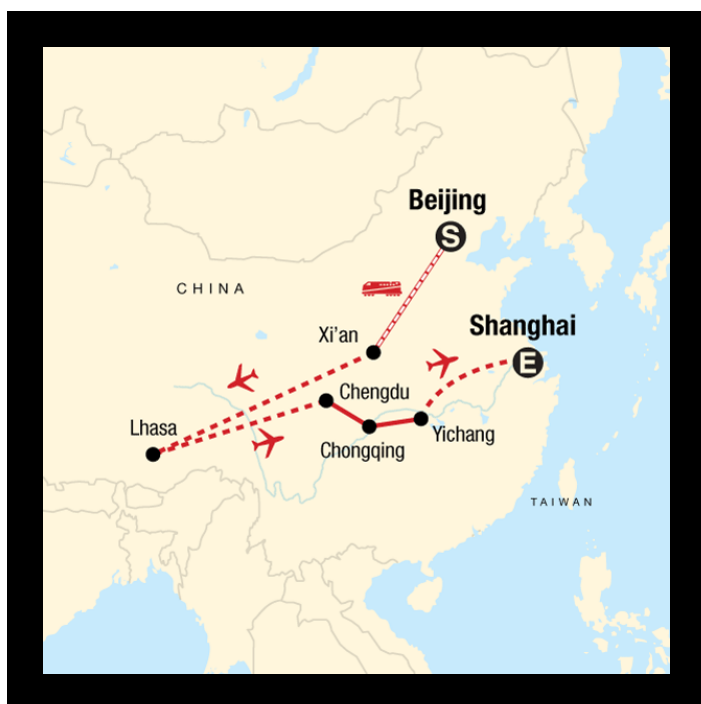 Beijing
S
CHINA
Shanghai
Xi'an
E
Chengdu
Lhasa
Yichang
Chongqing
TAIWAN